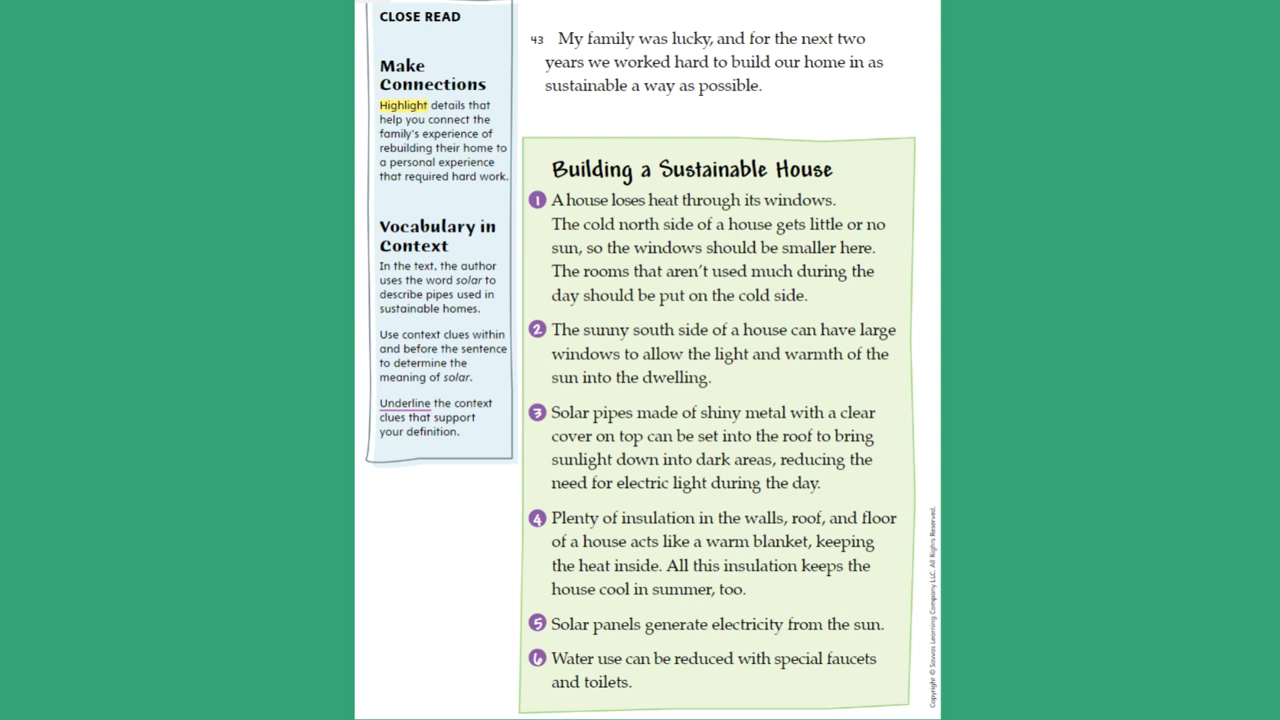 CLOSE READ
Make
Connections
Highlight details that
help you connect the
family's experience of
rebuilding their home to
a personal experience
that required hard work.
Vocabulary in
Context
In the text, the author
uses the word solar to
describe pipes used in
sustainable homes.
Use context clues within
and before the sentence
to determine the
meaning of solar.
Underline the context
clues that support
your definition.
43 My family was lucky, and for the next two
years we worked hard to build our home in as
sustainable a way as possible.
Building a Sustainable House
1 A house loses heat through its windows.
The cold north side of a house gets little or no
sun, so the windows should be smaller here.
The rooms that aren't used much during the
day should be put on the cold side.
2 The sunny south side of a house can have large
windows to allow the light and warmth of the
sun into the dwelling.
3 Solar pipes made of shiny metal with a clear
cover on top can be set into the roof to bring
sunlight down into dark areas, reducing the
need for electric light during the day.
4 Plenty of insulation in the walls, roof, and floor
of a house acts like a warm blanket, keeping
the heat inside. All this insulation keeps the
house cool in summer, too.
5 Solar panels generate electricity from the sun.
6 Water use can be reduced with special faucets
and toilets.
Copyright © Savvas Learning Company LLC. All Rights Reserved.